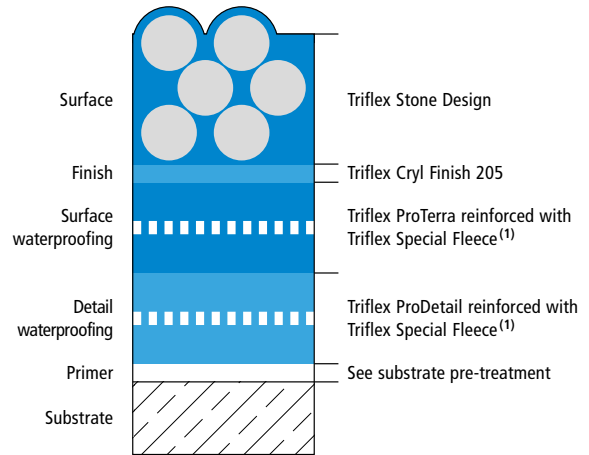 Surface
Triflex Stone Design
Finish
Triflex Cryl Finish 205
Surface
waterproofing
Triflex ProTerra reinforced with
Triflex Special Fleece(1)
Detail
waterproofing
Triflex ProDetail reinforced with
Triflex Special Fleece(1)
Primer
See substrate pre-treatment
Substrate